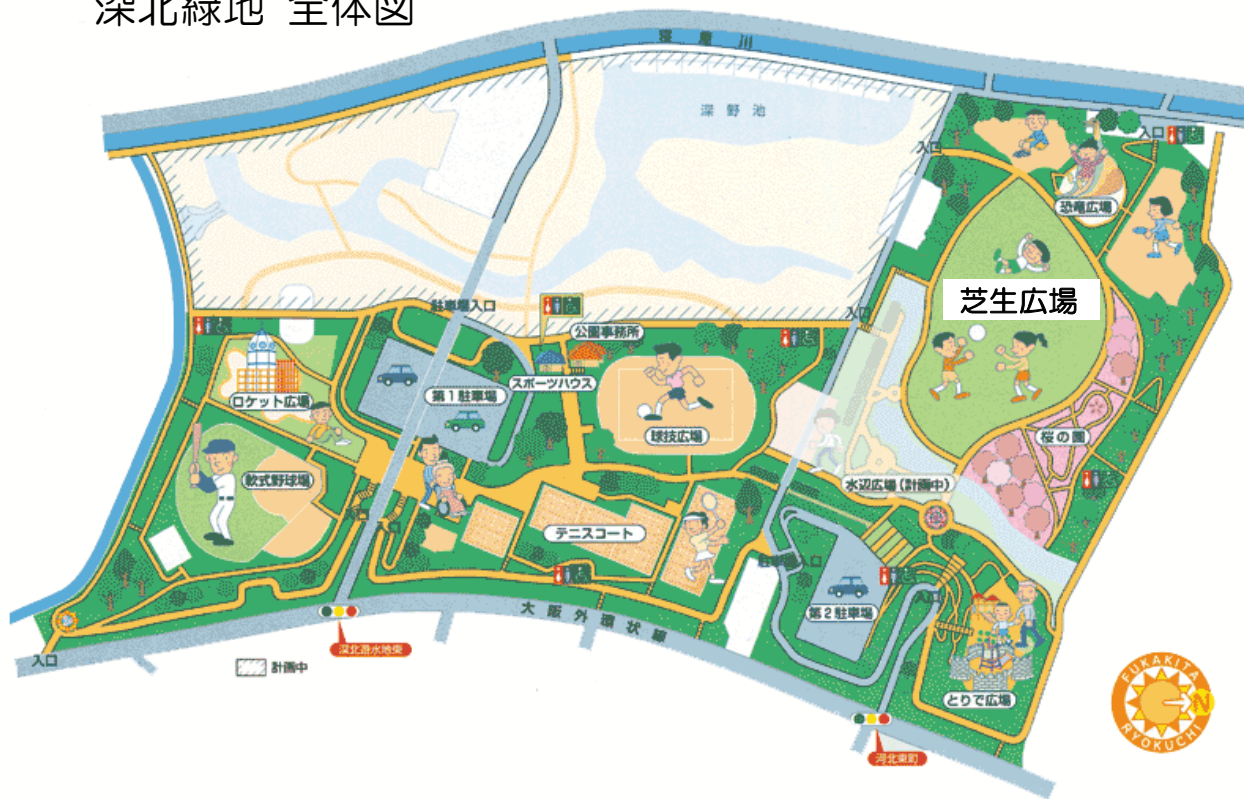 深北緑地 全体図
寝屋川
深野池
入口
入口
恐竜広場
芝生広場
駐車場入口
入口
公園事務所
スポーツハウス
第1駐車場
ロケット広場
球技広場
桜の園
軟式野球場
水辺広場(計画中)
テニスコート
入口
駐車場入口
第2駐車場
入口
大阪外環状線
とりで広場
入口
計画中
深北遊水地東
河北東町
FUKAKITA
N
RYOKUCHI